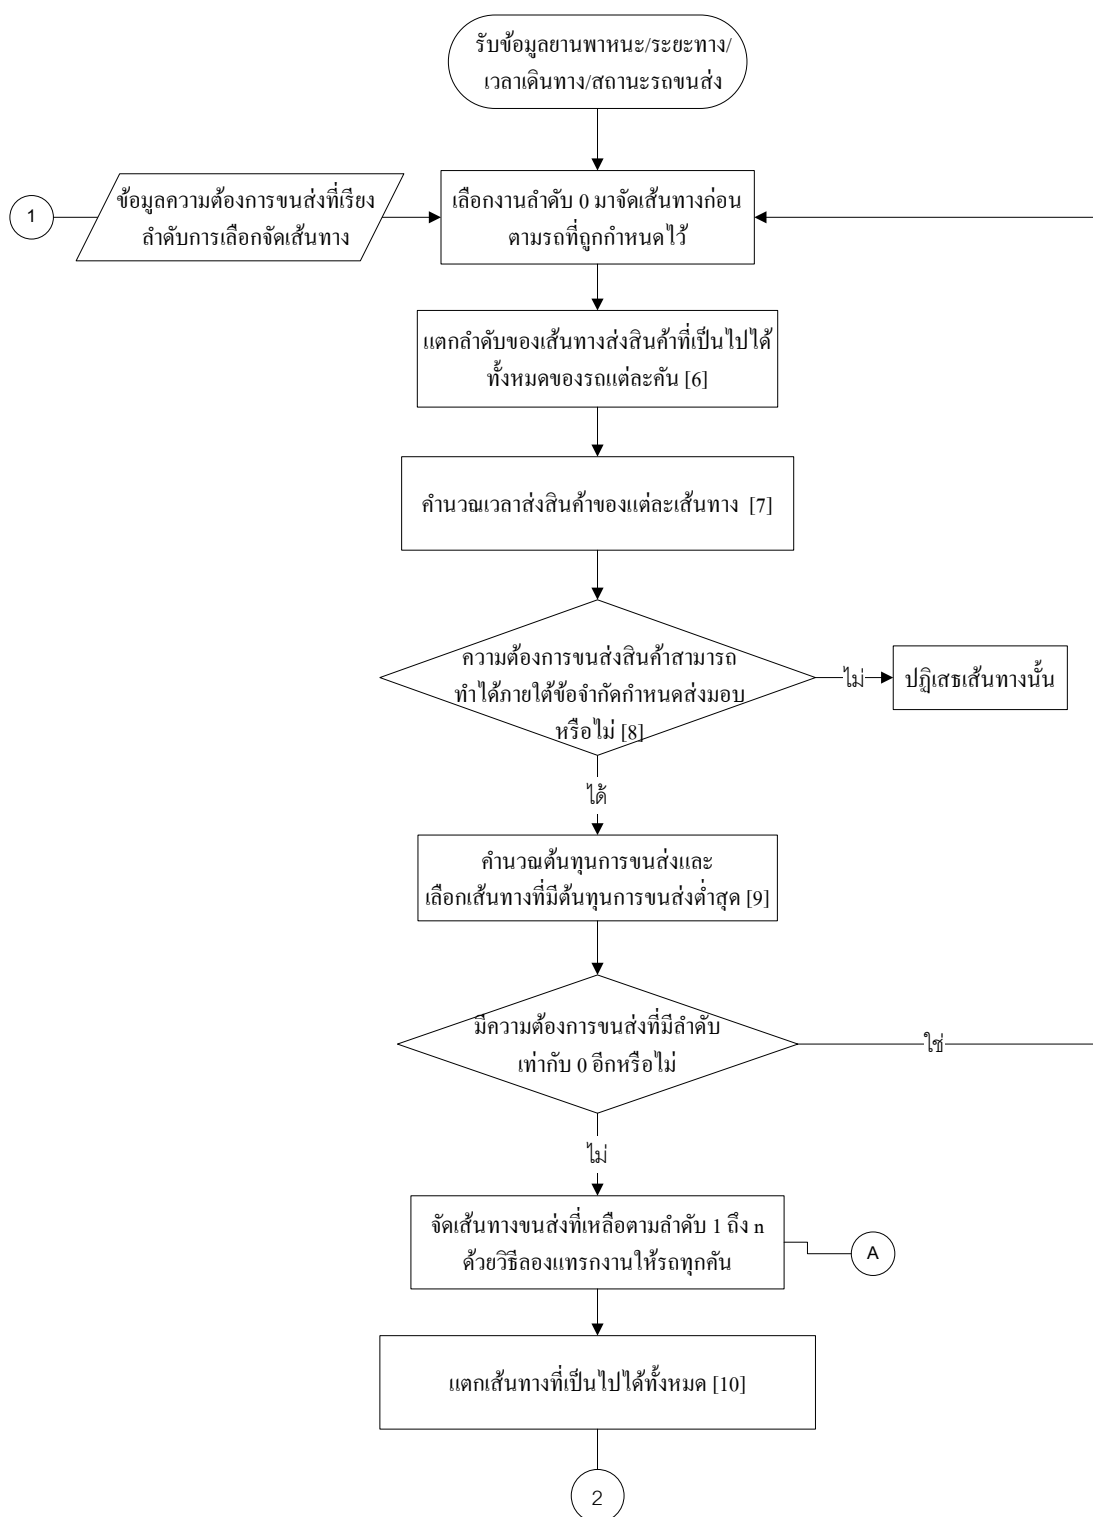 รับข้อมูลยานพาหนะ/ระยะทาง/
เวลาเดินทาง/สถานะรถขนส่ง
1
ข้อมูลความต้องการขนส่งที่เรียง
ลำดับการเลือกจัดเส้นทาง
เลือกงานลำดับ 0 มาจัดเส้นทางก่อน
ตามรถที่ถูกกำหนดไว้
แตกลำดับของเส้นทางส่งสินค้าที่เป็นไปได้
ทั้งหมดของรถแต่ละคัน [6]
คำนวณเวลาส่งสินค้าของแต่ละเส้นทาง [7]
ความต้องการขนส่งสินค้าสามารถ
ทำได้ภายใต้ข้อจำกัดกำหนดส่งมอบ
หรือไม่ [8]
ไม่
ปฏิเสธเส้นทางนั้น
ได้
คำนวณต้นทุนการขนส่งและ
เลือกเส้นทางที่มีต้นทุนการขนส่งต่ำสุด [9]
มีความต้องการขนส่งที่มีลำดับ
เท่ากับ 0 อีกหรือไม่
ใช่
ไม่
จัดเส้นทางขนส่งที่เหลือตามลำดับ 1 ถึง n
ด้วยวิธีลองแทรกงานให้รถทุกคัน
A
แตกเส้นทางที่เป็นไปได้ทั้งหมด [10]
2